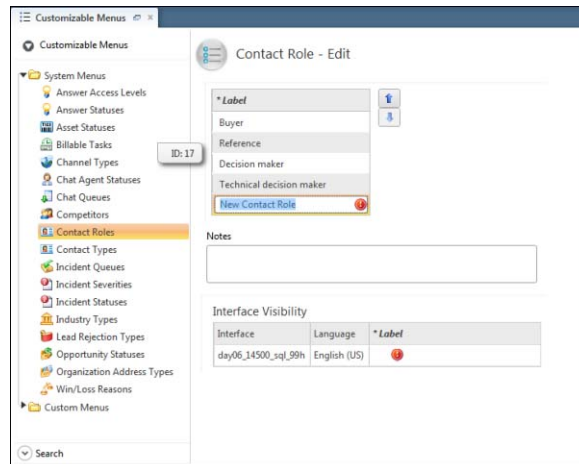 Customizable Menus
Customizable Menus
System Menus
Answer Access Levels
Answer Statuses
Asset Statuses
Billable Tasks
Channel Types
Chat Agent Statuses
Chat Queues
Competitors
Contact Roles
Contact Types
Incident Queues
Incident Severities
Incident Statuses
Industry Types
Lead Rejection Types
Opportunity Statuses
Organization Address Types
Win/Loss Reasons
Custom Menus
Search
ID: 17
Contact Role - Edit
* Label
Buyer
Reference
Decision maker
Technical decision maker
New Contact Role
Notes
Interface Visibility
Interface Language * Label
day06_14500_sql_99h English (US)